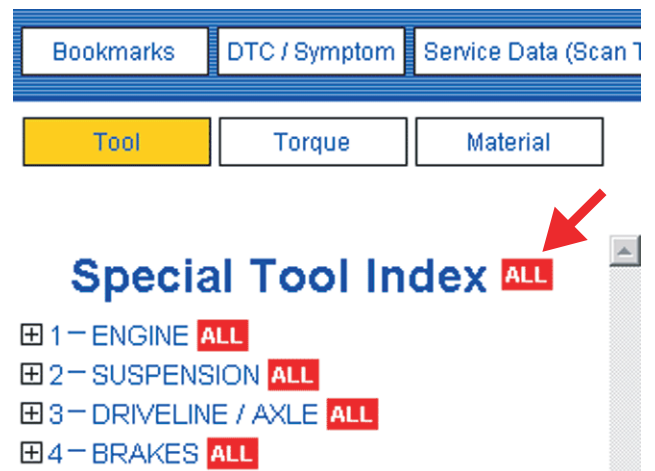 Bookmarks DTC / Symptom Service Data (Scan
Tool Torque Material
Special Tool Index ALL
1－ENGINE ALL
2－SUSPENSION ALL
3－DRIVELINE / AXLE ALL
4－BRAKES ALL